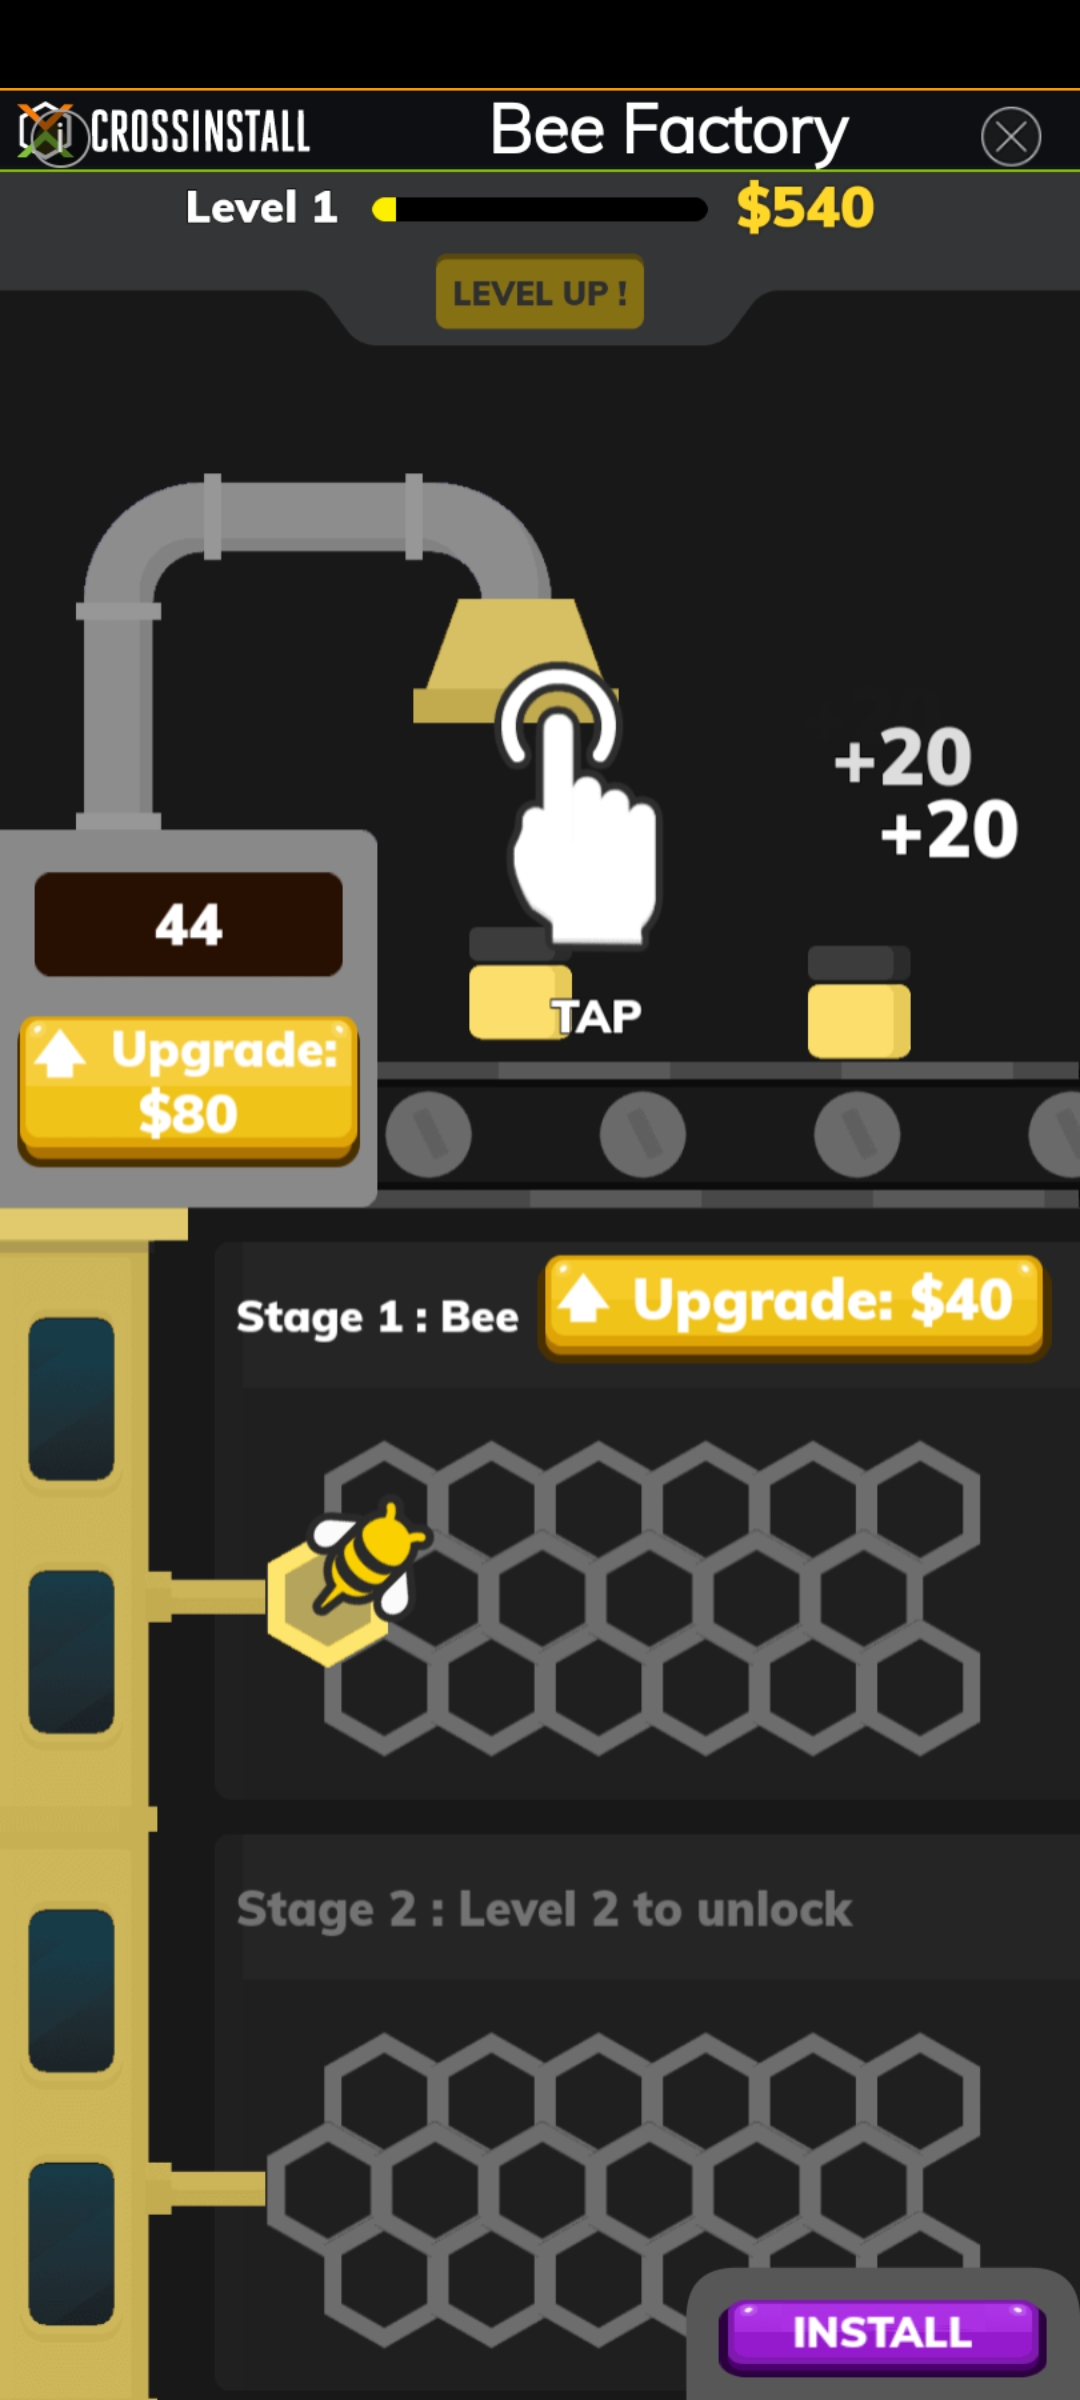 CROSSINSTALL
Bee Factory
Level 1
$540
LEVEL UP !
+20
+20
44
TAP
Upgrade:
$80
Stage 1 : Bee
Upgrade: $40
Stage 2 : Level 2 to unlock
INSTALL